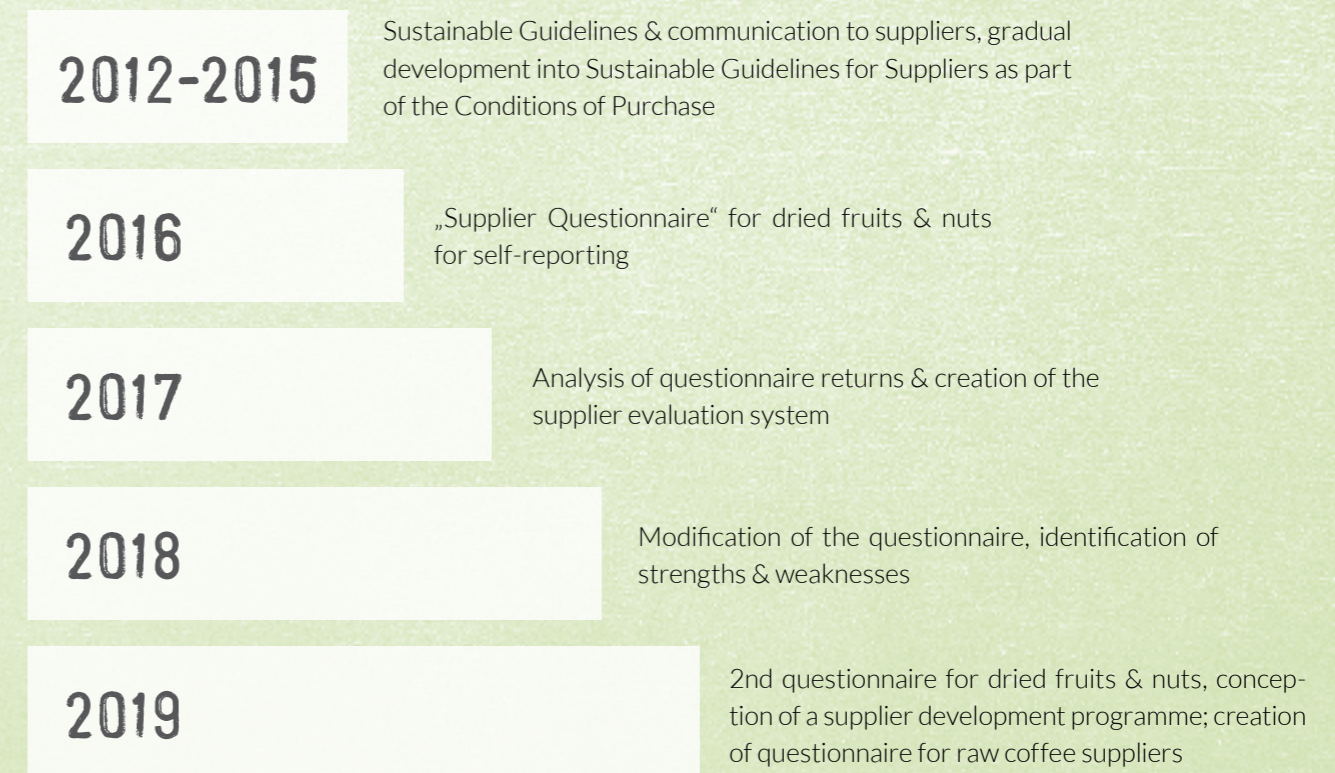 2012-2015
Sustainable Guidelines & communication to suppliers, gradual
development into Sustainable Guidelines for Suppliers as part
of the Conditions of Purchase
2016
„Supplier Questionnaire“ for dried fruits & nuts
for self-reporting
2017
Analysis of questionnaire returns & creation of the
supplier evaluation system
2018
Modification of the questionnaire, identification of
strengths & weaknesses
2019
2nd questionnaire for dried fruits & nuts, concep-
tion of a supplier development programme; creation
of questionnaire for raw coffee suppliers